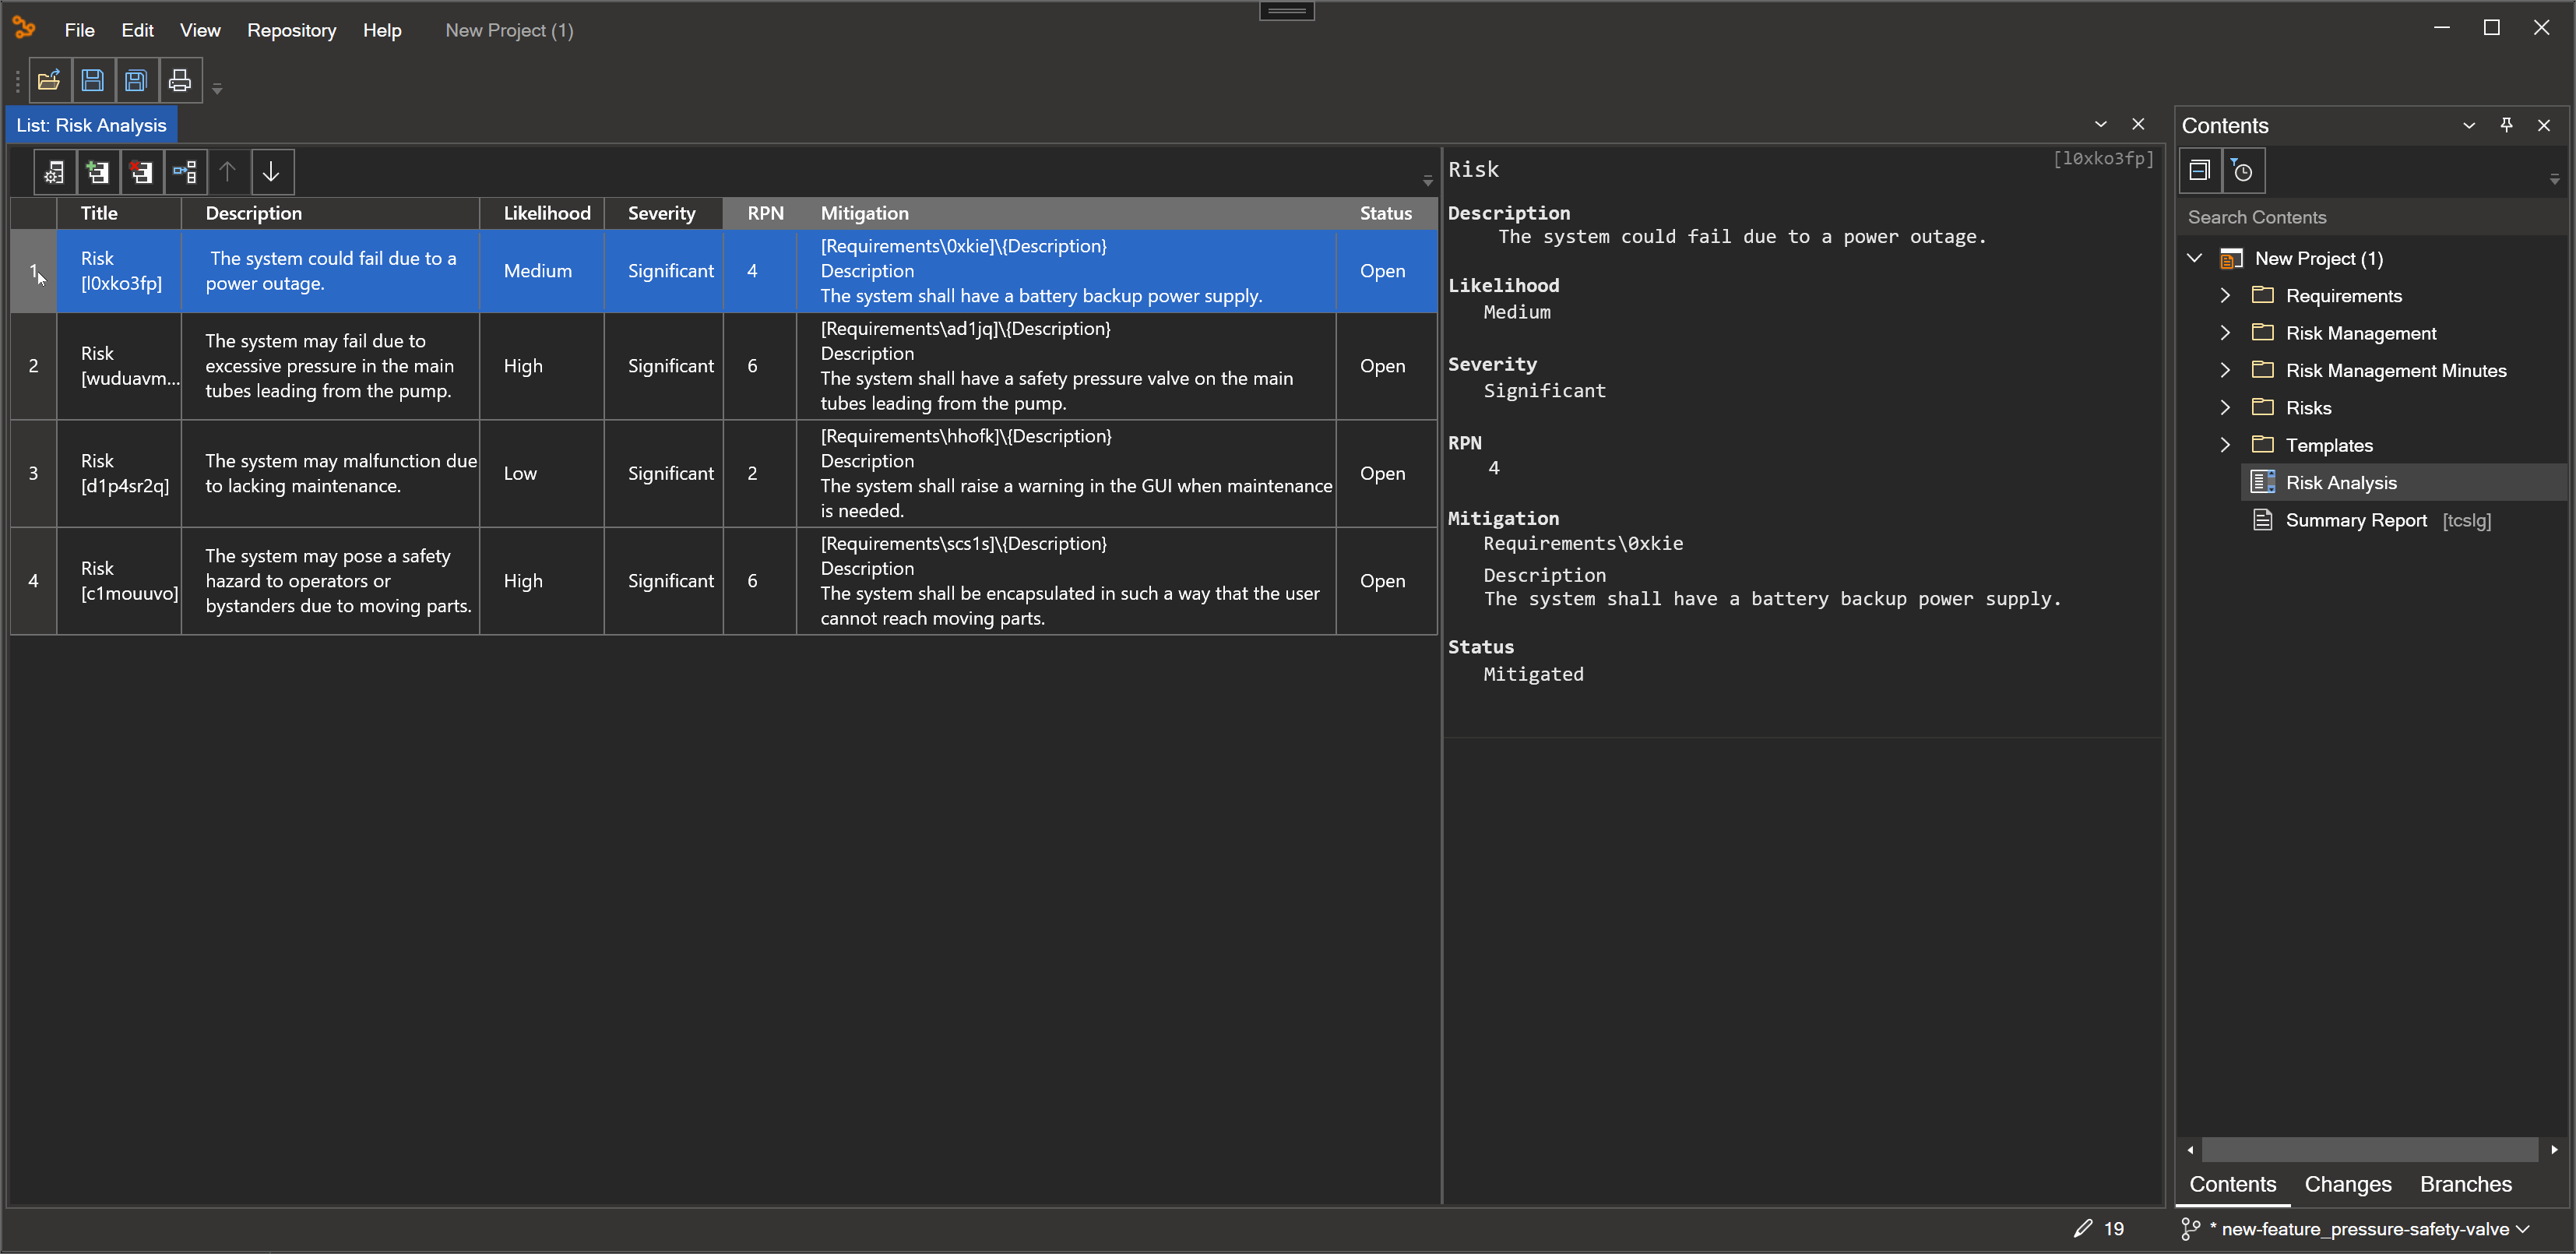 File Edit View Repository Help New Project (1)
List: Risk Analysis
Title Description Likelihood Severity RPN Mitigation Status
1
Risk
[l0xko3fp]
The system could fail due to a
power outage.
Medium
Significant
4
[Requirements\0xkie]\{Description}
Description
The system shall have a battery backup power supply.
Open
2
Risk
[wuduavm...
The system may fail due to
excessive pressure in the main
tubes leading from the pump.
High
Significant
6
[Requirements\ad1jq]\{Description}
Description
The system shall have a safety pressure valve on the main
tubes leading from the pump.
Open
3
Risk
[d1p4sr2q]
The system may malfunction due
to lacking maintenance.
Low
Significant
2
[Requirements\hhofk]\{Description}
Description
The system shall raise a warning in the GUI when maintenance
is needed.
Open
4
Risk
[c1mouuvo]
The system may pose a safety
hazard to operators or
bystanders due to moving parts.
High
Significant
6
[Requirements\scs1s]\{Description}
Description
The system shall be encapsulated in such a way that the user
cannot reach moving parts.
Open
Risk
[l0xko3fp]
Description
The system could fail due to a power outage.
Likelihood
Medium
Severity
Significant
RPN
4
Mitigation
Requirements\0xkie
Description
The system shall have a battery backup power supply.
Status
Mitigated
Contents
Search Contents
New Project (1)
Requirements
Risk Management
Risk Management Minutes
Risks
Templates
Risk Analysis
Summary Report [tcslg]
Contents Changes Branches
19
* new-feature_pressure-safety-valve